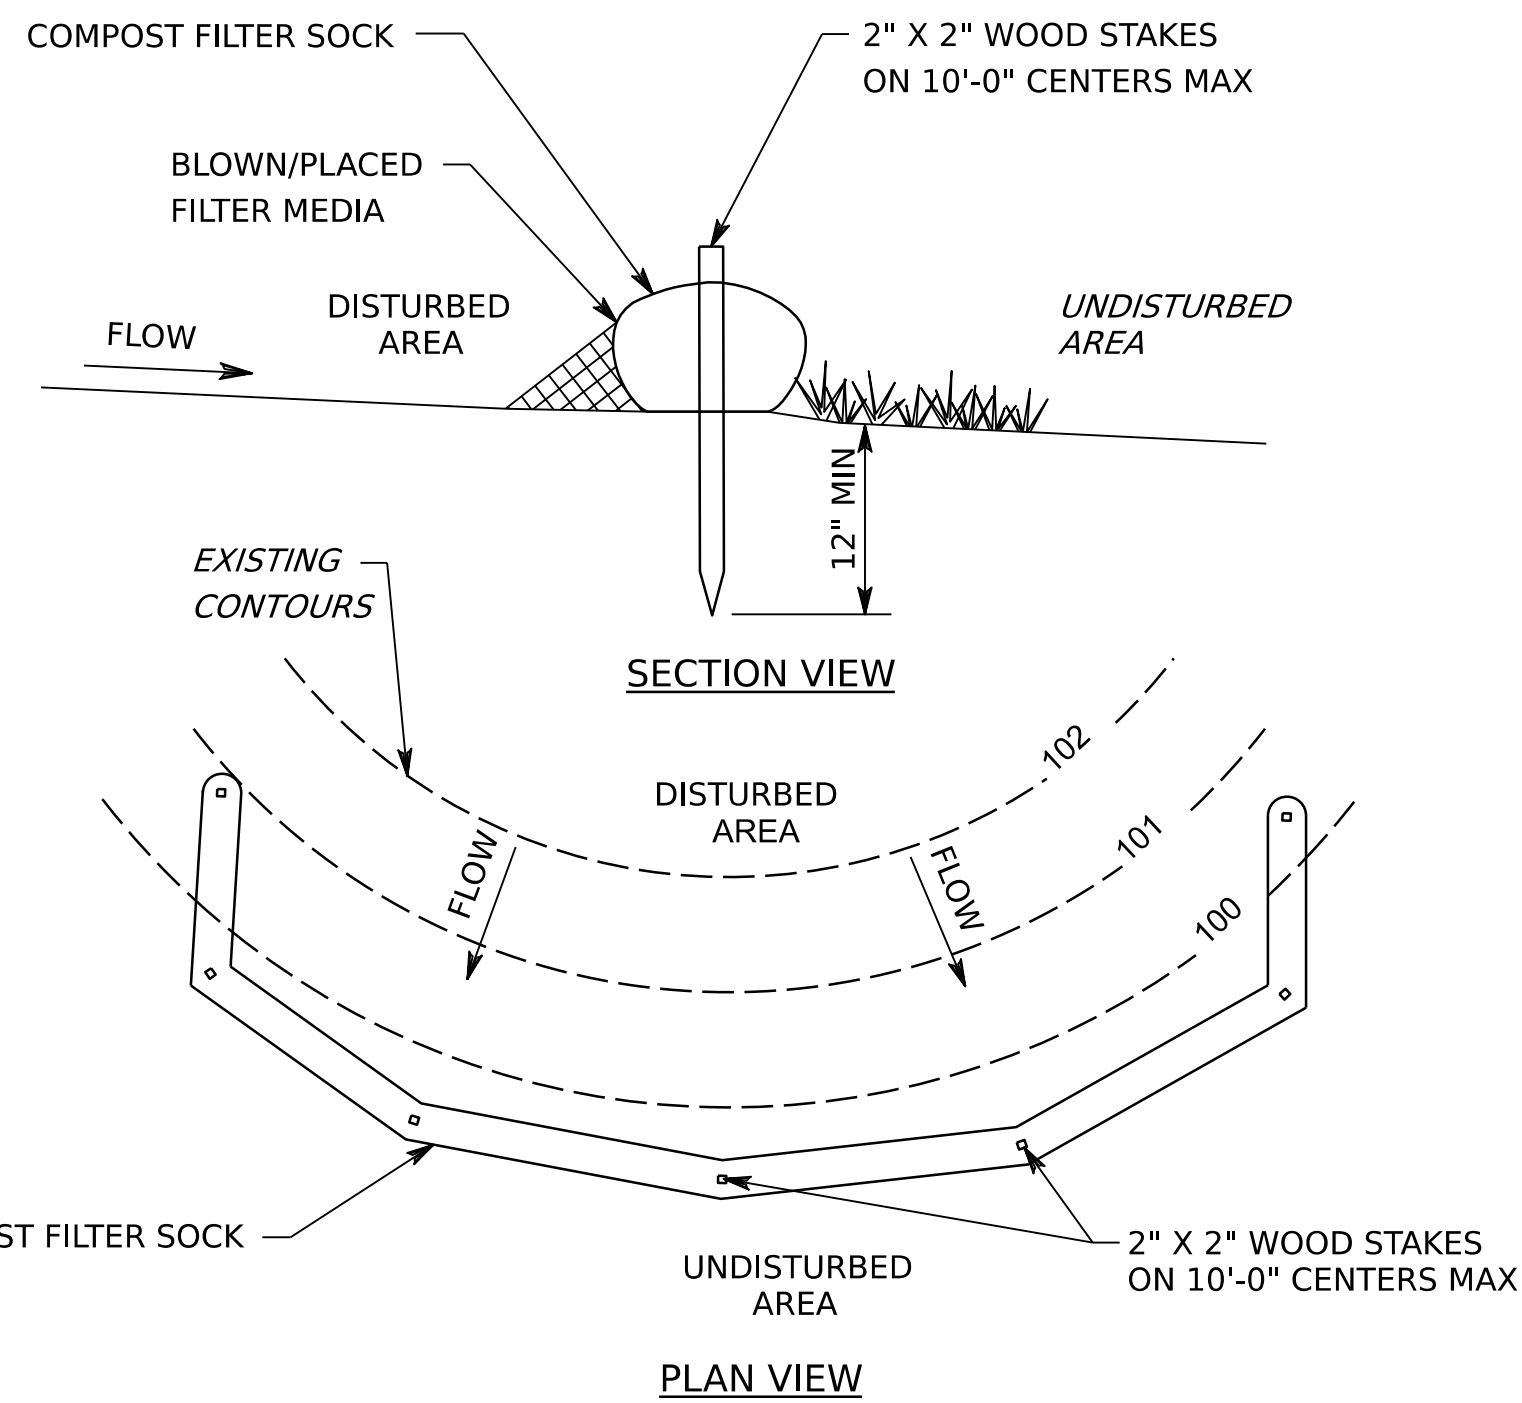 COMPOST FILTER SOCK
2" X 2" WOOD STAKES
ON 10'-0" CENTERS MAX
BLOWN/PLACED
FILTER MEDIA
DISTURBED
AREA
UNDISTURBED
AREA
FLOW
12" MIN
EXISTING
CONTOURS
SECTION VIEW
102
DISTURBED
AREA
101
FLOW
FLOW
100
ST FILTER SOCK
2" X 2" WOOD STAKES
ON 10'-0" CENTERS MAX
UNDISTURBED
AREA
PLAN VIEW